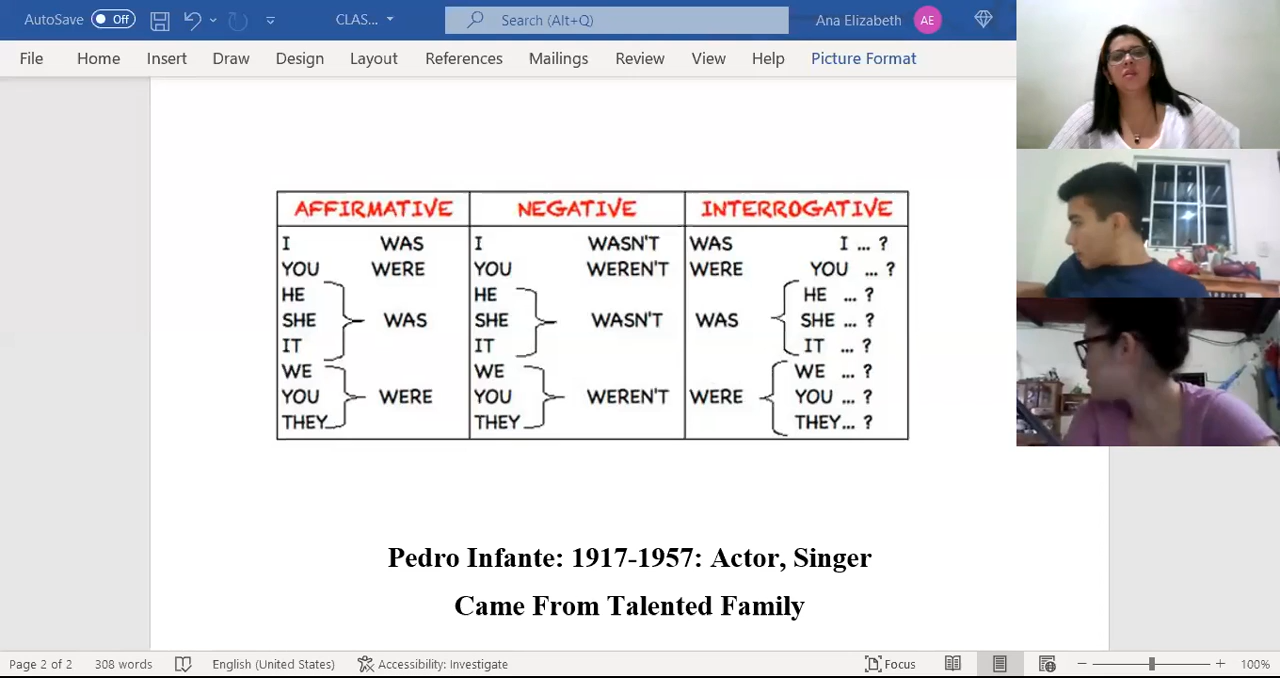 AutoSave Off CLAS... Search (Alt+Q) Ana Elizabeth AE
File Home Insert Draw Design Layout References Mailings Review View Help Picture Format
AFFIRMATIVE NEGATIVE INTERROGATIVE
I WAS I WASN'T WAS I ... ?
YOU WERE YOU WEREN'T WERE YOU ... ?
HE HE HE ... ?
SHE WAS SHE WASN'T WAS SHE ... ?
IT IT IT ... ?
WE WE WE ... ?
YOU WERE YOU WEREN'T WERE YOU ... ?
THEY THEY THEY... ?
Pedro Infante: 1917-1957: Actor, Singer
Came From Talented Family
Page 2 of 2 308 words English (United States) Accessibility: Investigate Focus 100%